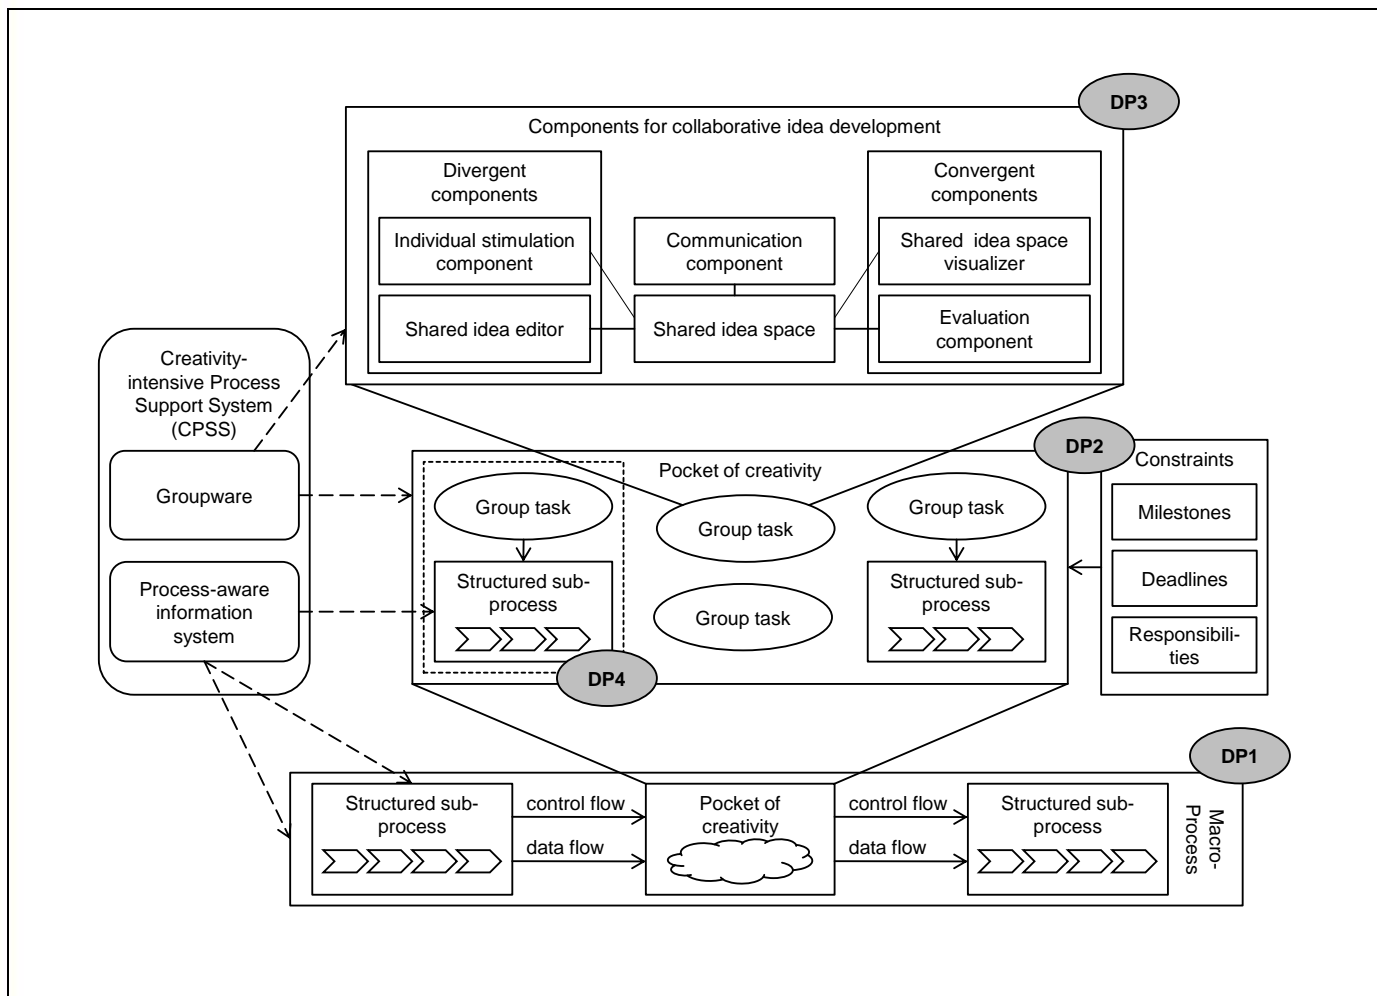 DP3
Components for collaborative idea development
Divergent
components
Convergent
components
Individual stimulation
component
Communication
component
Shared idea space
visualizer
Shared idea editor
Shared idea space
Evaluation
component
Creativity-
intensive Process
Support System
(CPSS)
Groupware
Process-aware
information
system
DP2
Pocket of creativity
Constraints
Group task
Group task
Group task
Group task
Milestones
Deadlines
Responsibili-
ties
Structured sub-
process
Structured sub-
process
DP4
DP1
Structured sub-
process
control flow
data flow
Pocket of
creativity
control flow
data flow
Structured sub-
process
Macro-
Process